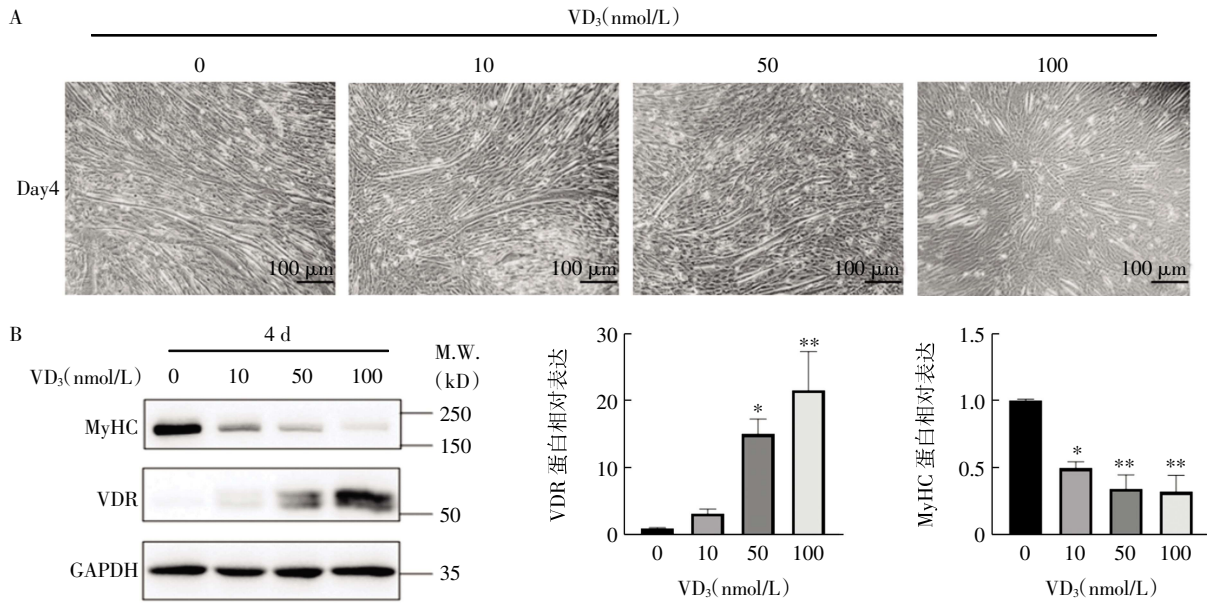 A
VD₃(nmol/L)
0 10 50 100
Day4
100 μm 100 μm 100 μm 100 μm
B
4 d
VD₃(nmol/L) 0 10 50 100
M.W.
(kD)
MyHC
250
150
VDR
50
GAPDH
35
VDR 蛋白相对表达
30
20
10
0
*
**
0 10 50 100
VD₃(nmol/L)
MyHC 蛋白相对表达
1.5
1.0
0.5
0
*
**
**
0 10 50 100
VD₃(nmol/L)